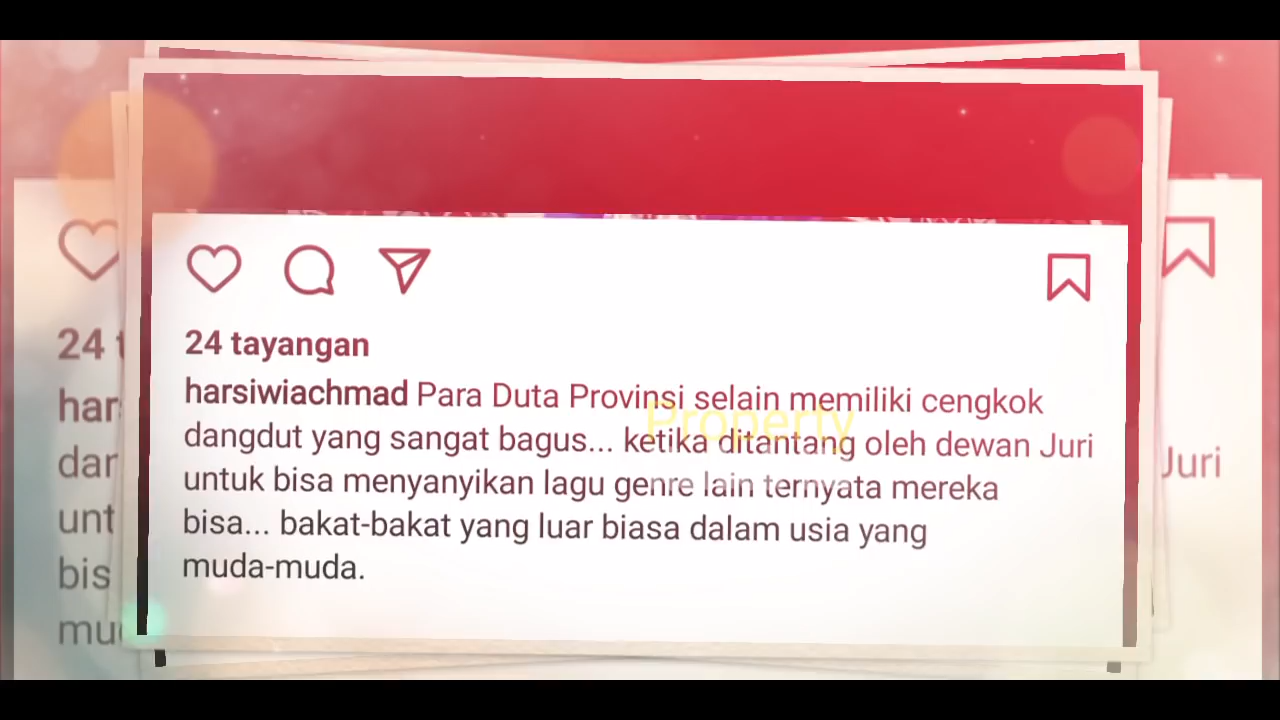 24 tayangan
harsiwiachmad Para Duta Provinsi selain memiliki cengkok
dangdut yang sangat bagus... ketika ditantang oleh dewan Juri
untuk bisa menyanyikan lagu genre lain ternyata mereka
bisa... bakat-bakat yang luar biasa dalam usia yang
muda-muda.
Property